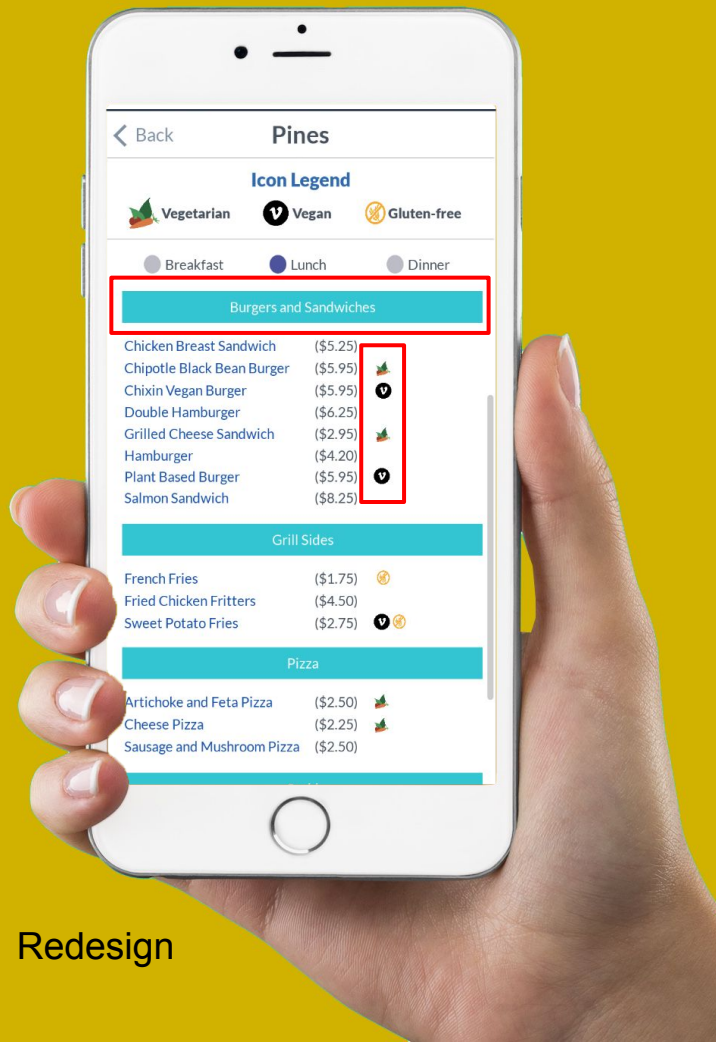 Back Pines
Icon Legend
Vegetarian V Vegan Gluten-free
Breakfast Lunch Dinner
Burgers and Sandwiches
Chicken Breast Sandwich ($5.25)
Chipotle Black Bean Burger ($5.95)
Chixin Vegan Burger ($5.95) V
Double Hamburger ($6.25)
Grilled Cheese Sandwich ($2.95)
Hamburger ($4.20)
Plant Based Burger ($5.95) V
Salmon Sandwich ($8.25)
Grill Sides
French Fries ($1.75)
Fried Chicken Fritters ($4.50)
Sweet Potato Fries ($2.75) V
Pizza
Artichoke and Feta Pizza ($2.50)
Cheese Pizza ($2.25)
Sausage and Mushroom Pizza ($2.50)
Redesign